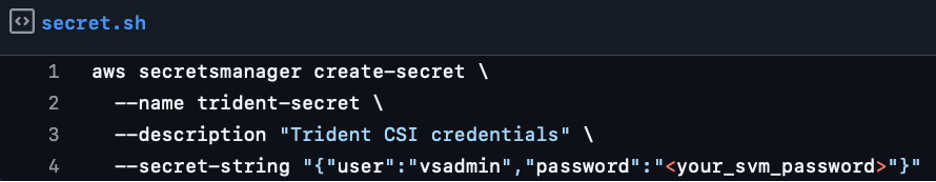 secret.sh
1 aws secretsmanager create-secret \
2 --name trident-secret \
3 --description "Trident CSI credentials" \
4 --secret-string "{"user":"vsadmin","password":"<your_svm_password>"}"